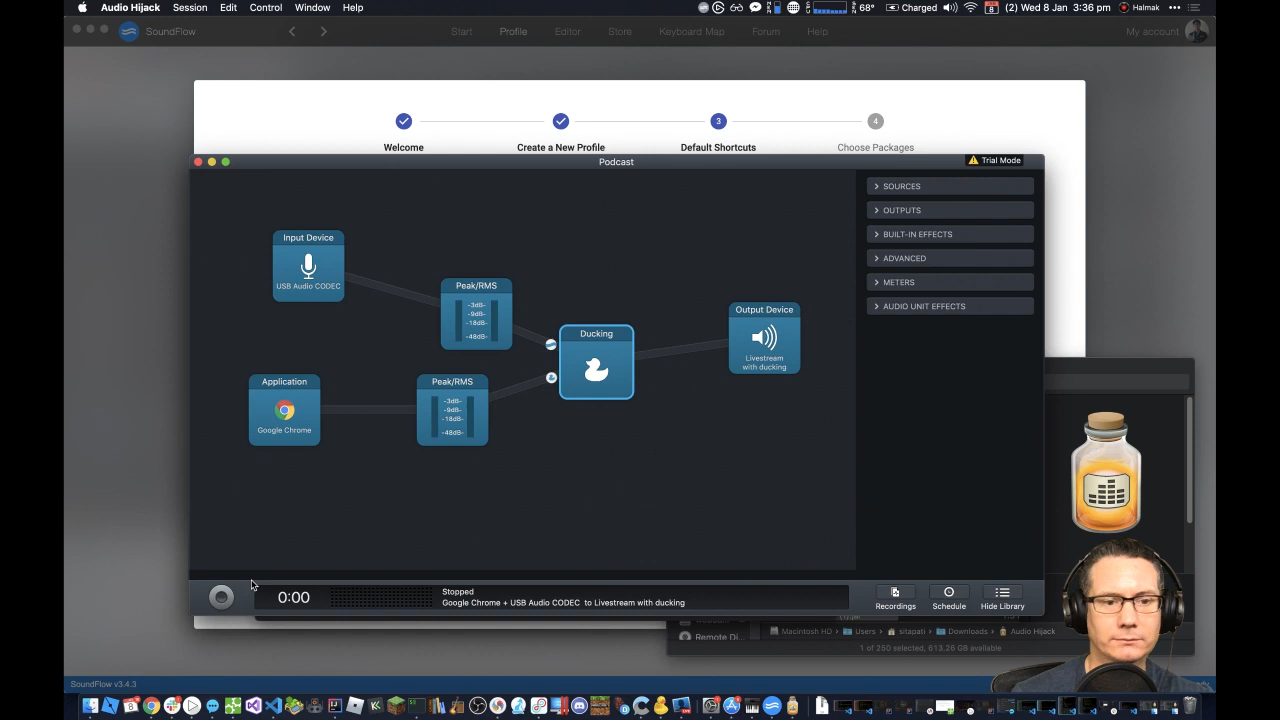 Audio Hijack Session Edit Control Window Help
68° Charged (2) Wed 8 Jan 3:36 pm Halmak
SoundFlow Start Profile Editor Store Keyboard Map Forum Help My account
3 4
Welcome Create a New Profile Default Shortcuts Choose Packages
Podcast Trial Mode
SOURCES
OUTPUTS
BUILT-IN EFFECTS
ADVANCED
METERS
AUDIO UNIT EFFECTS
Input Device
USB Audio CODEC
Peak/RMS
-3dB-
-9dB-
-18dB-
-48dB-
Ducking
Output Device
Livestream
with ducking
Application
Google Chrome
Peak/RMS
-3dB-
-9dB-
-18dB-
-48dB-
0:00
Stopped
Google Chrome + USB Audio CODEC to Livestream with ducking
Recordings Schedule Hide Library
Remote Di...
Macintosh HD Users sitapati Downloads Audio Hijack
1 of 250 selected, 613.26 GB available
SoundFlow v3.4.3